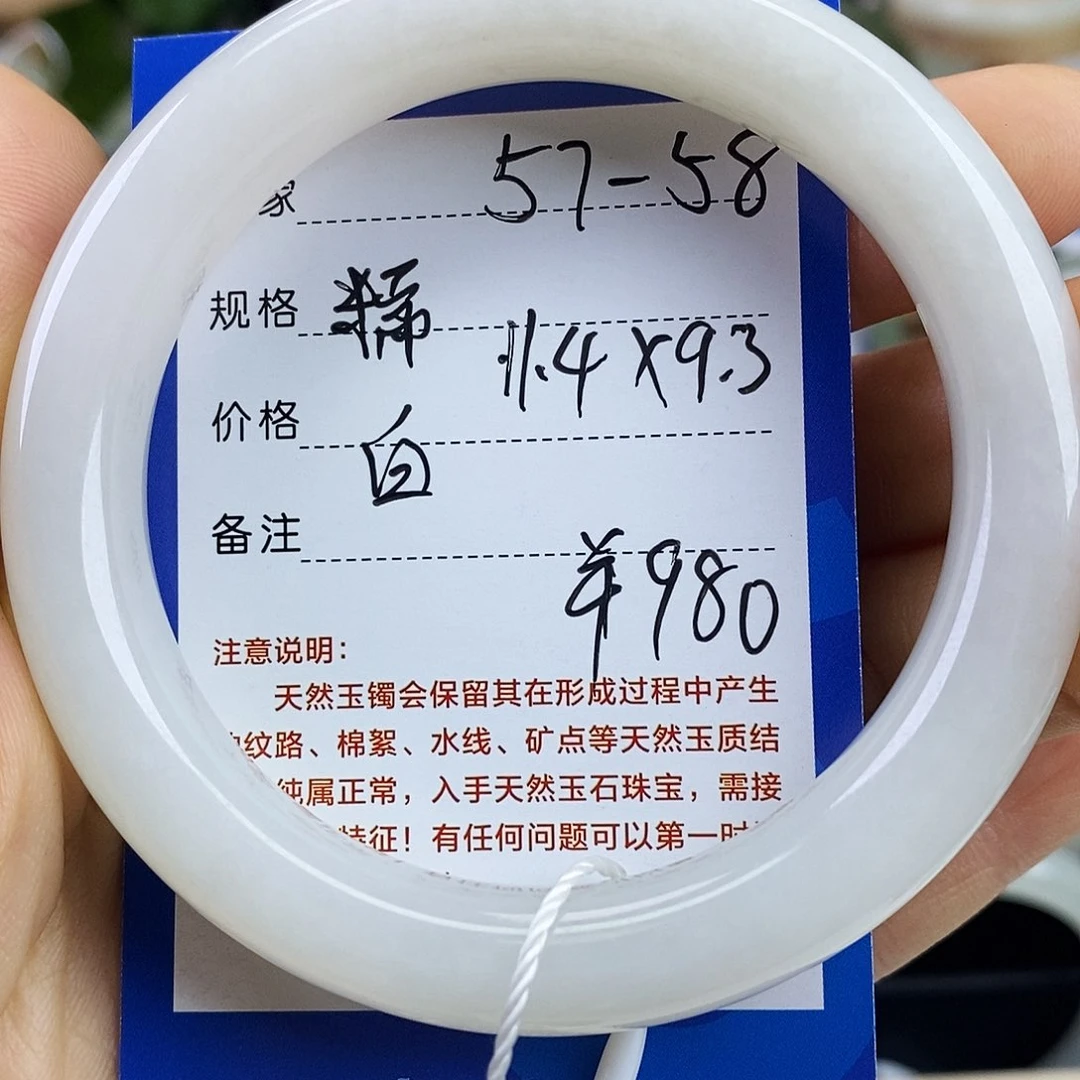 家 57-58
规格 糯
11.4×9.3
价格
白
备注
¥980
注意说明：
天然玉镯会保留其在形成过程中产生
纹路、棉絮、水线、矿点等天然玉质结
纯属正常，入手天然玉石珠宝，需接
特征！有任何问题可以第一时